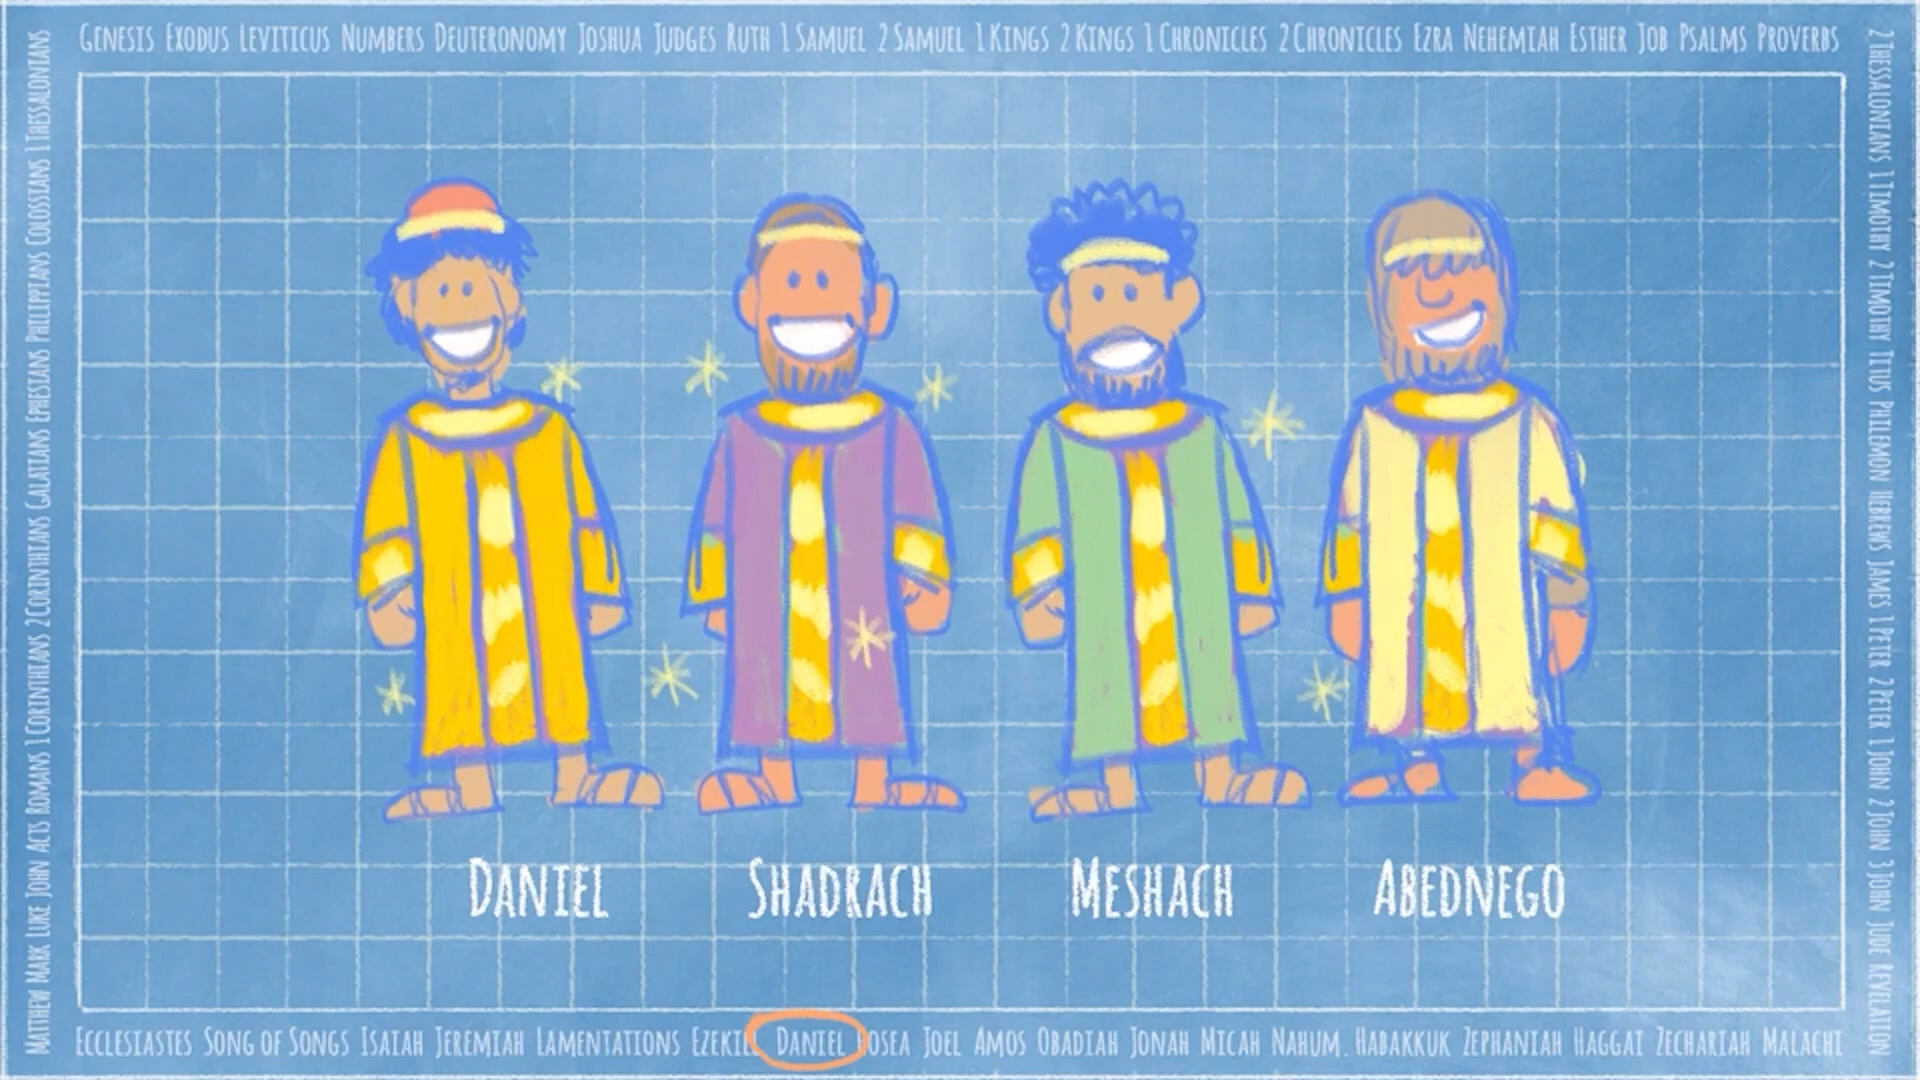 Genesis Exodus Leviticus Numbers Deuteronomy Joshua Judges Ruth 1 Samuel 2 Samuel 1 Kings 2 Kings 1 Chronicles 2 Chronicles Ezra Nehemiah Esther Job Psalms Proverbs
Daniel
Shadrach
Meshach
Abednego
Ecclesiastes Song of Songs Isaiah Jeremiah Lamentations Daniel Joel Amos Obadiah Jonah Micah Nahum. Habakkuk Zephaniah Haggai Zechariah Malachi
Matthew Mark Luke John Acts Romans 1 Corinthians 2 Corinthians Galatians Ephesians Philippians Colossians 1 Thessalonians
2 Thessalonians 1 Timothy 2 Timothy Titus Philemon Hebrews James 1 Peter 2 Peter 1 John 2 John 3 John Jude Revelation